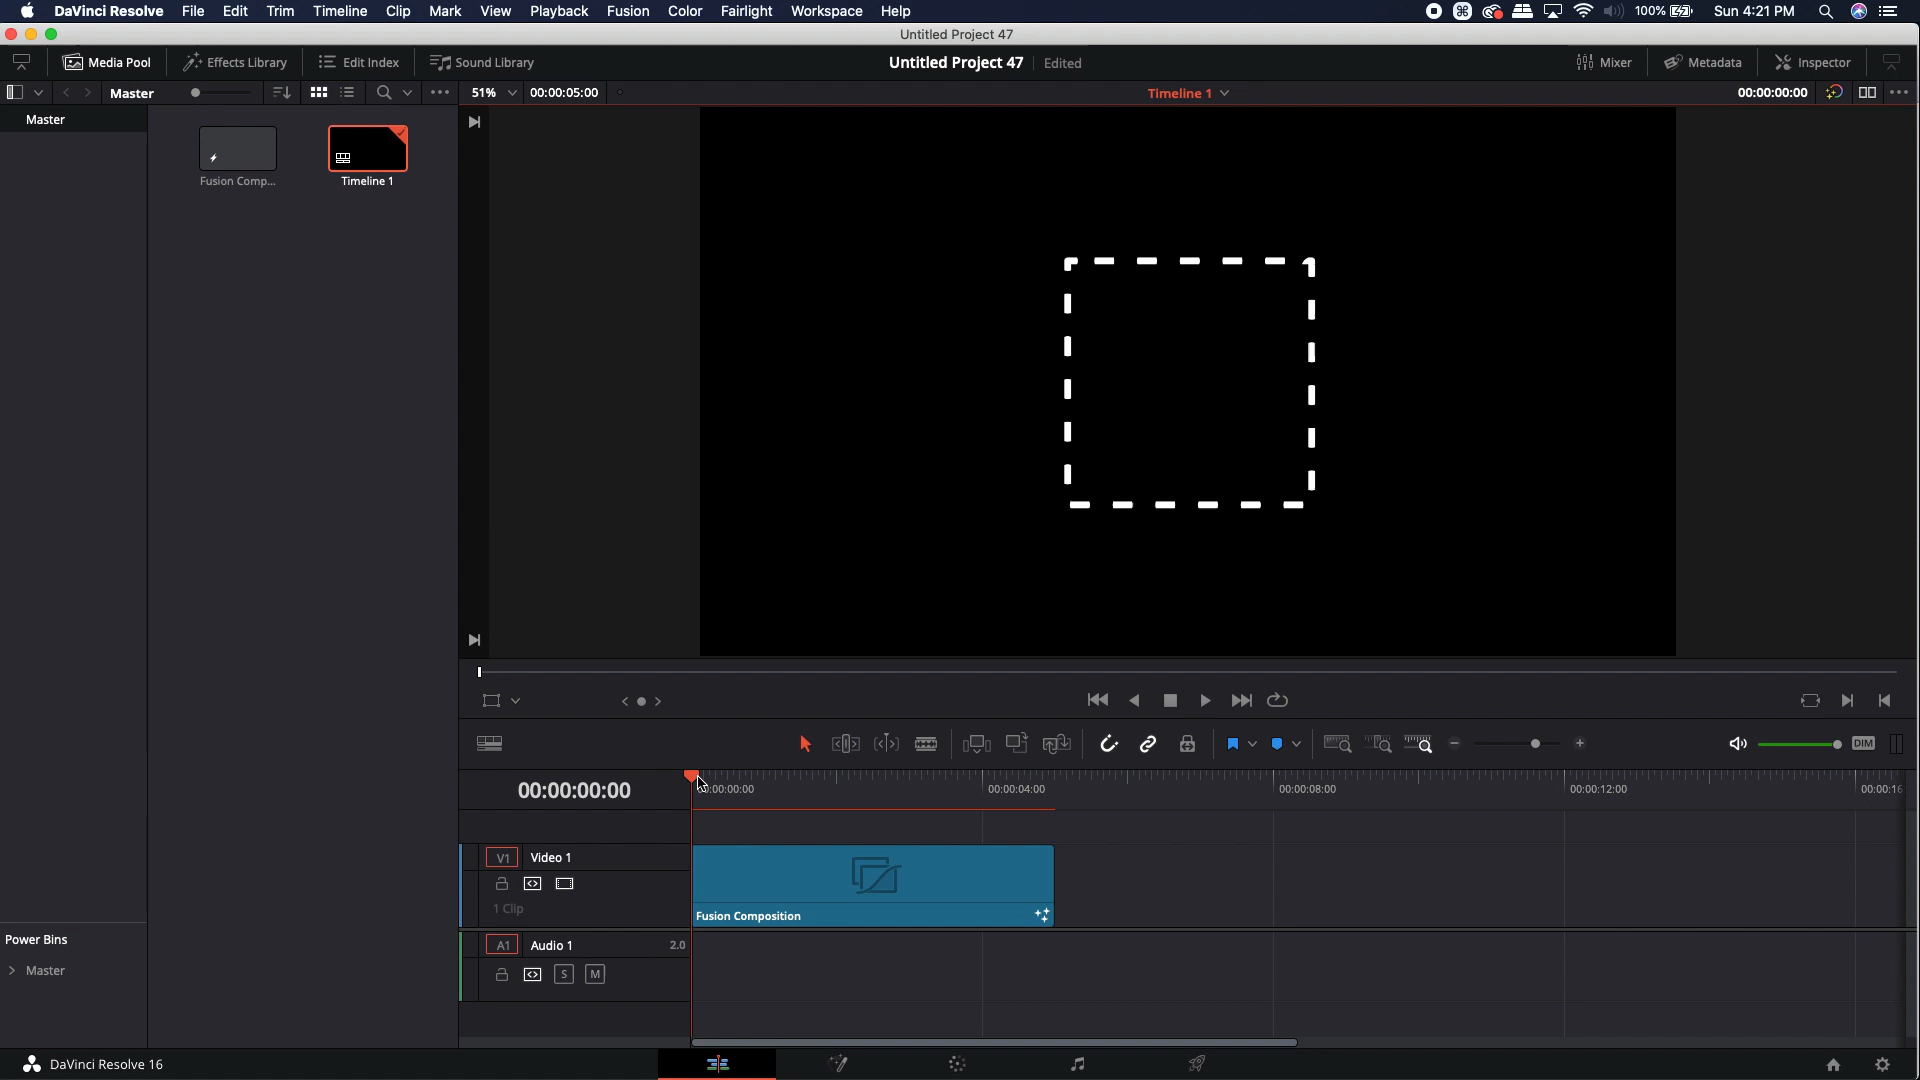 DaVinci Resolve File Edit Trim Timeline Clip Mark View Playback Fusion Color Fairlight Workspace Help 100% Sun 4:21 PM
Untitled Project 47
Media Pool Effects Library Edit Index Sound Library Untitled Project 47 Edited Mixer Metadata Inspector
Master 51% 00:00:05:00 Timeline 1 00:00:00:00
Master
Fusion Comp... Timeline 1
DIM
00:00:00:00 00:00:00:00 00:00:04:00 00:00:08:00 00:00:12:00 00:00:16
V1 Video 1
1 Clip
Fusion Composition
Power Bins
A1 Audio 1 2.0
Master
S M
DaVinci Resolve 16